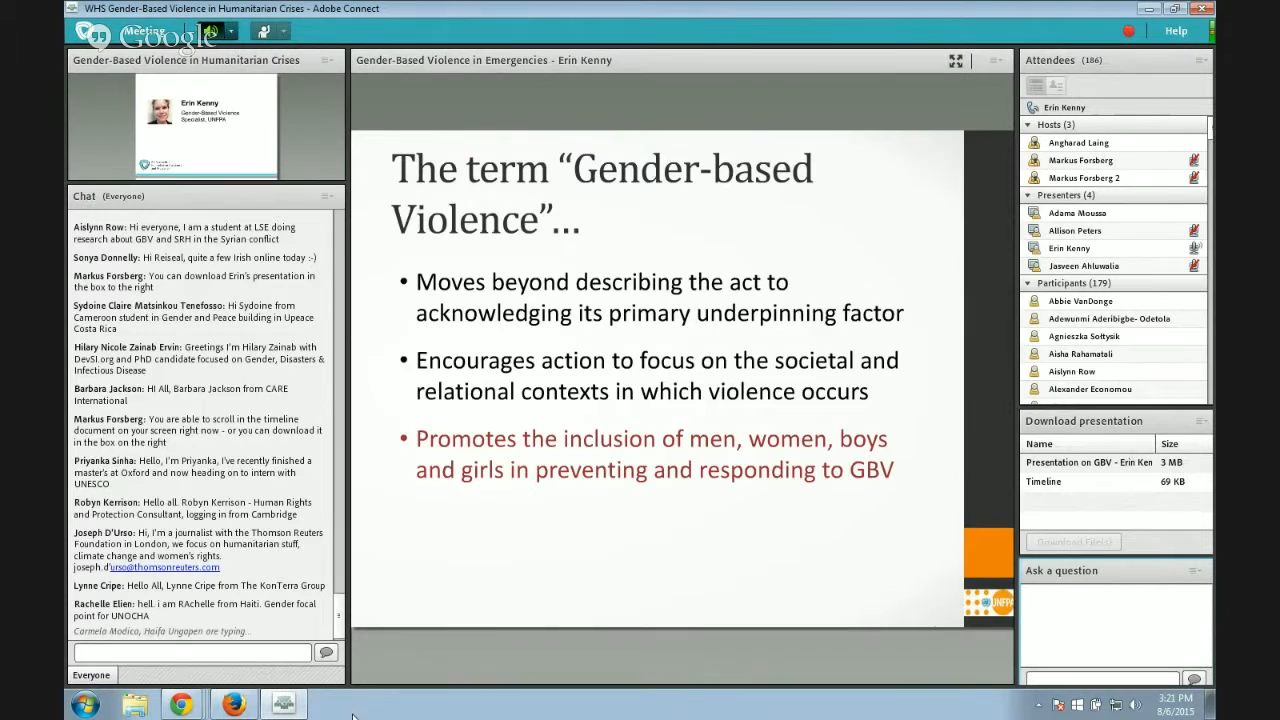 WHS Gender-Based Violence in Humanitarian Crises - Adobe Connect
Meeting
Google
Help
Gender-Based Violence in Humanitarian Crises
Erin Kenny
Gender-Based Violence
Specialist, UNFPA
Chat (Everyone)
Aislynn Row: Hi everyone, I am a student at LSE doing
research about GBV and SRH in the Syrian conflict
Sonya Donnelly: Hi Reiseal, quite a few Irish online today :-)
Markus Forsberg: You can download Erin's presentation in
the box to the right
Sydoine Claire Matsinkou Tenefosso: Hi Sydoine from
Cameroon student in Gender and Peace building in Upeace
Costa Rica
Hilary Nicole Zainab Ervin: Greetings I'm Hilary Zainab with
DevSI.org and PhD candidate focused on Gender, Disasters &
Infectious Disease
Barbara Jackson: HI All, Barbara Jackson from CARE
International
Markus Forsberg: You are able to scroll in the timeline
document on your screen right now - or you can download it
in the box on the right
Priyanka Sinha: Hello, I'm Priyanka, I've recently finished a
master's at Oxford and now heading on to intern with
UNESCO
Robyn Kerrison: Hello all. Robyn Kerrison - Human Rights
and Protection Consultant, logging in from Cambridge
Joseph D'Urso: Hi, I'm a journalist with the Thomson Reuters
Foundation in London, we focus on humanitarian stuff,
climate change and women's rights.
joseph.d'urso@thomsonreuters.com
Lynne Cripe: Hello All, Lynne Cripe from The KonTerra Group
Rachelle Elien: hell. i am RAchelle from Haiti. Gender focal
point for UNOCHA
Carmela Modica, Haifa Ungapen are typing...
Everyone
Gender-Based Violence in Emergencies - Erin Kenny
The term “Gender-based
Violence”...
• Moves beyond describing the act to
acknowledging its primary underpinning factor
• Encourages action to focus on the societal and
relational contexts in which violence occurs
• Promotes the inclusion of men, women, boys
and girls in preventing and responding to GBV
UNFPA
Attendees (186)
Erin Kenny
Hosts (3)
Angharad Laing
Markus Forsberg
Markus Forsberg 2
Presenters (4)
Adama Moussa
Allison Peters
Erin Kenny
Jasveen Ahluwalia
Participants (179)
Abbie VanDonge
Adewunmi Aderibigbe- Odetola
Agnieszka Sołtysik
Aisha Rahamatali
Aislynn Row
Alexander Economou
Download presentation
Name Size
Presentation on GBV - Erin Ken 3 MB
Timeline 69 KB
Download File(s)
Ask a question
3:21 PM
8/6/2015